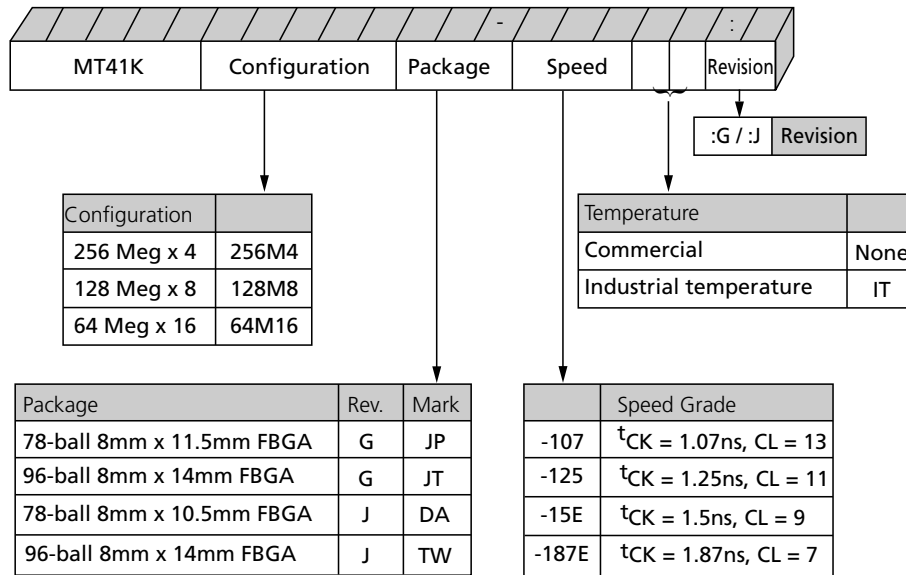 - :
MT41K Configuration Package Speed Revision
:G / :J Revision
Configuration
256 Meg x 4 256M4
128 Meg x 8 128M8
64 Meg x 16 64M16
Temperature
Commercial None
Industrial temperature IT
Package Rev. Mark
78-ball 8mm x 11.5mm FBGA G JP
96-ball 8mm x 14mm FBGA G JT
78-ball 8mm x 10.5mm FBGA J DA
96-ball 8mm x 14mm FBGA J TW
Speed Grade
-107 tCK = 1.07ns, CL = 13
-125 tCK = 1.25ns, CL = 11
-15E tCK = 1.5ns, CL = 9
-187E tCK = 1.87ns, CL = 7